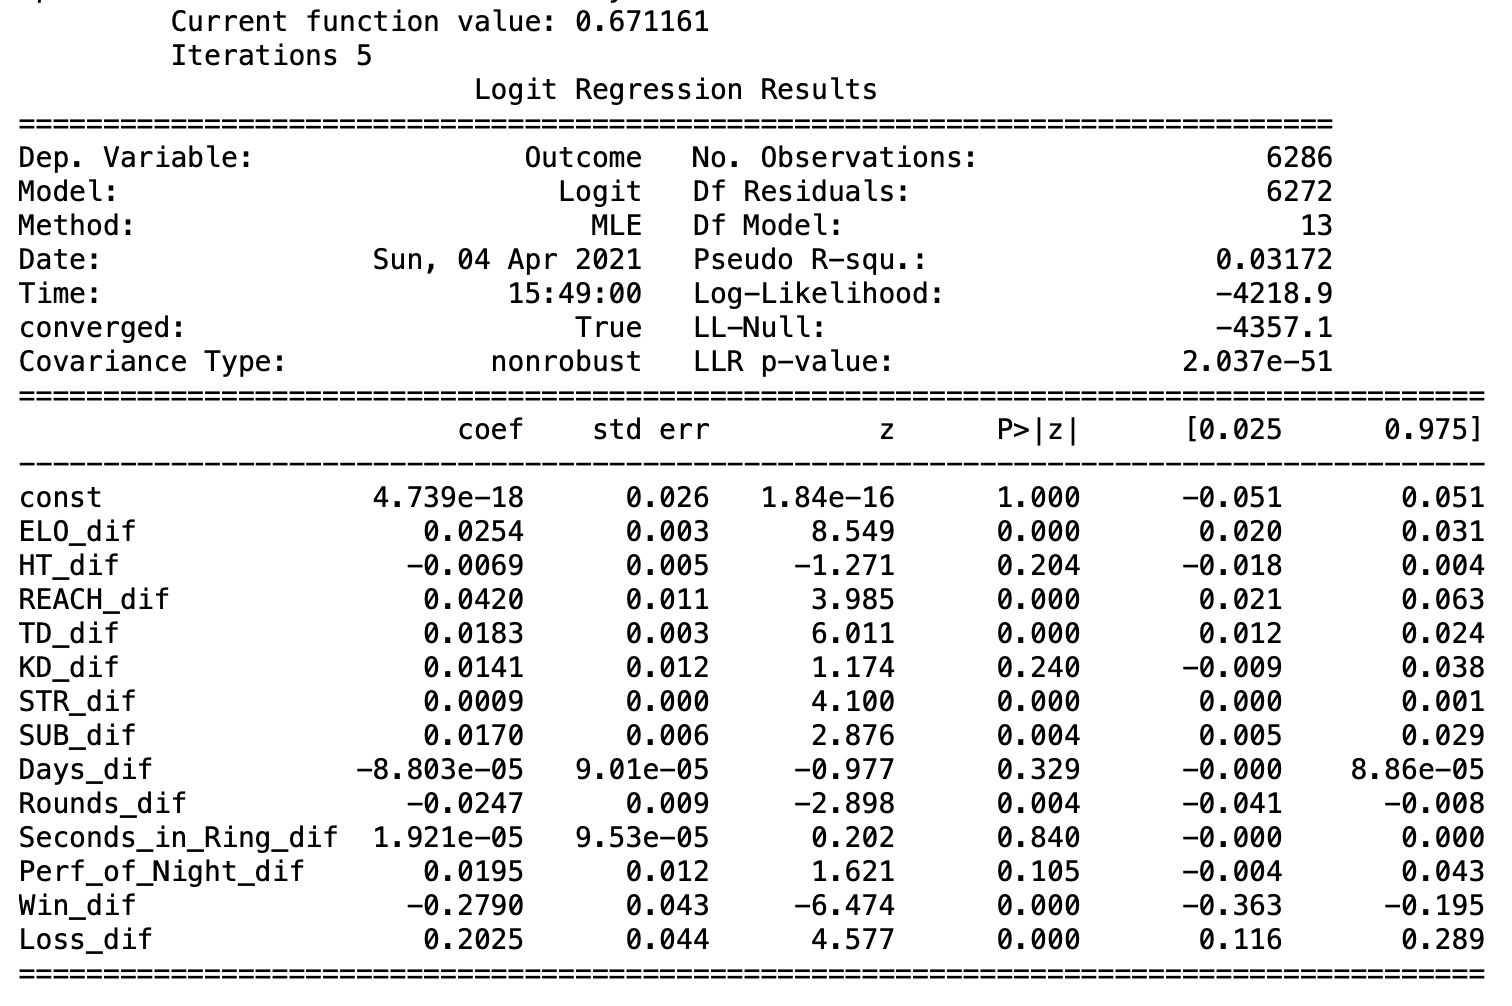 Current function value: 0.671161
Iterations 5
Logit Regression Results
==============================================================================
Dep. Variable: Outcome No. Observations: 6286
Model: Logit Df Residuals: 6272
Method: MLE Df Model: 13
Date: Sun, 04 Apr 2021 Pseudo R-squ.: 0.03172
Time: 15:49:00 Log-Likelihood: -4218.9
converged: True LL-Null: -4357.1
Covariance Type: nonrobust LLR p-value: 2.037e-51
=======================================================================================
coef std err z P>|z| [0.025 0.975]
---------------------------------------------------------------------------------------
const 4.739e-18 0.026 1.84e-16 1.000 -0.051 0.051
ELO_dif 0.0254 0.003 8.549 0.000 0.020 0.031
HT_dif -0.0069 0.005 -1.271 0.204 -0.018 0.004
REACH_dif 0.0420 0.011 3.985 0.000 0.021 0.063
TD_dif 0.0183 0.003 6.011 0.000 0.012 0.024
KD_dif 0.0141 0.012 1.174 0.240 -0.009 0.038
STR_dif 0.0009 0.000 4.100 0.000 0.000 0.001
SUB_dif 0.0170 0.006 2.876 0.004 0.005 0.029
Days_dif -8.803e-05 9.01e-05 -0.977 0.329 -0.000 8.86e-05
Rounds_dif -0.0247 0.009 -2.898 0.004 -0.041 -0.008
Seconds_in_Ring_dif 1.921e-05 9.53e-05 0.202 0.840 -0.000 0.000
Perf_of_Night_dif 0.0195 0.012 1.621 0.105 -0.004 0.043
Win_dif -0.2790 0.043 -6.474 0.000 -0.363 -0.195
Loss_dif 0.2025 0.044 4.577 0.000 0.116 0.289
=======================================================================================